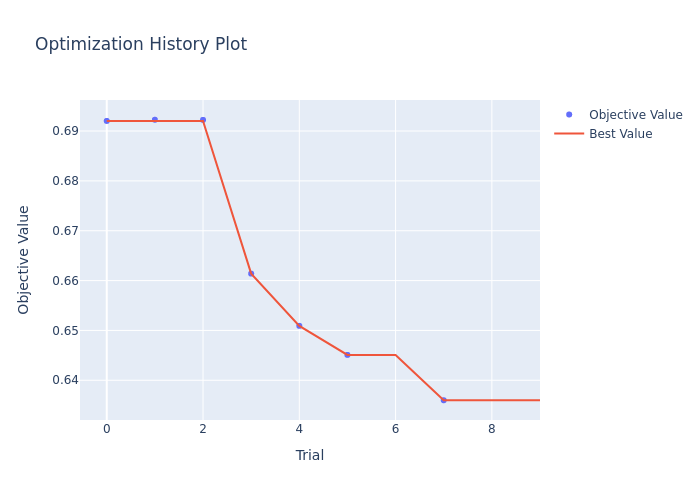 Optimization History Plot
Objective Value
Best Value
0.69
0.68
0.67
0.66
0.65
0.64
Objective Value
0
2
4
6
8
Trial